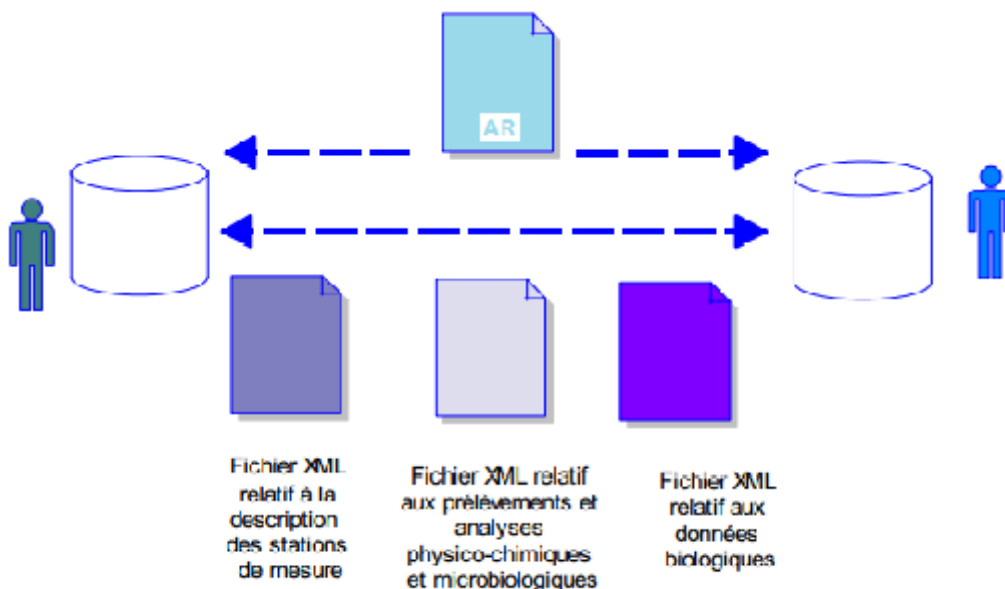 AR
Fichier XML
relatif à la
description
des stations
de mesure
Fichier XML relatif
aux prélèvements et
analyses
physico-chimiques
et microbiologiques
Fichier XML
relatif aux
données
biologiques